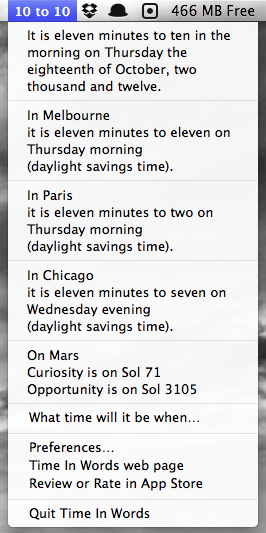 10 to 10 466 MB Free
It is eleven minutes to ten in the
morning on Thursday the
eighteenth of October, two
thousand and twelve.
In Melbourne
it is eleven minutes to eleven on
Thursday morning
(daylight savings time).
In Paris
it is eleven minutes to two on
Thursday morning
(daylight savings time).
In Chicago
it is eleven minutes to seven on
Wednesday evening
(daylight savings time).
On Mars
Curiosity is on Sol 71
Opportunity is on Sol 3105
What time will it be when...
Preferences...
Time In Words web page
Review or Rate in App Store
Quit Time In Words